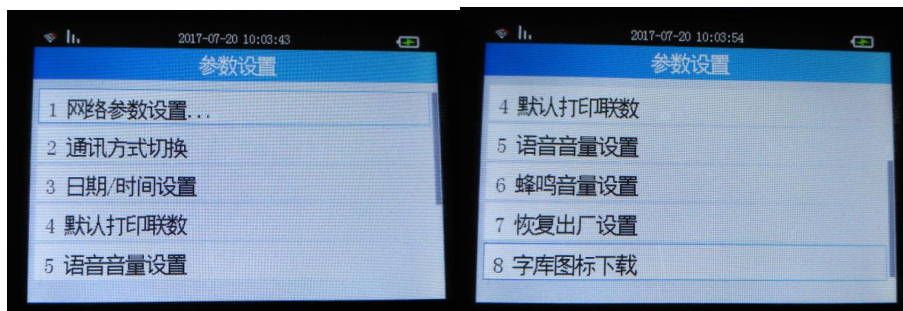 2017-07-20 10:03:43
参数设置
1 网络参数设置...
2 通讯方式切换
3 日期/时间设置
4 默认打印联数
5 语音音量设置
2017-07-20 10:03:54
参数设置
4 默认打印联数
5 语音音量设置
6 蜂鸣音量设置
7 恢复出厂设置
8 字库图标下载